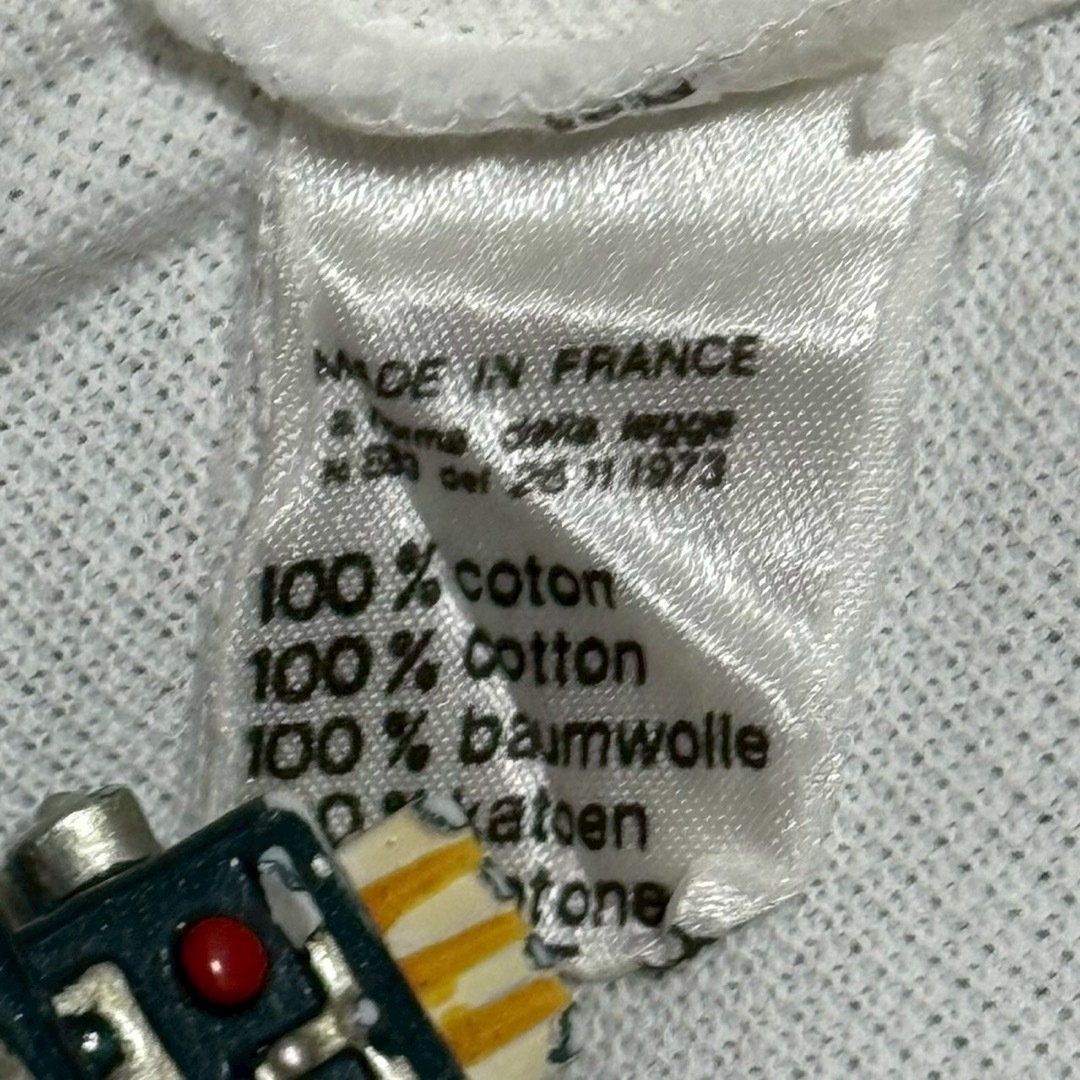 MADE IN FRANCE
a norma della legge
N 883 del 26 11 1973
100 % coton
100 % cotton
100 % baumwolle
% katoen